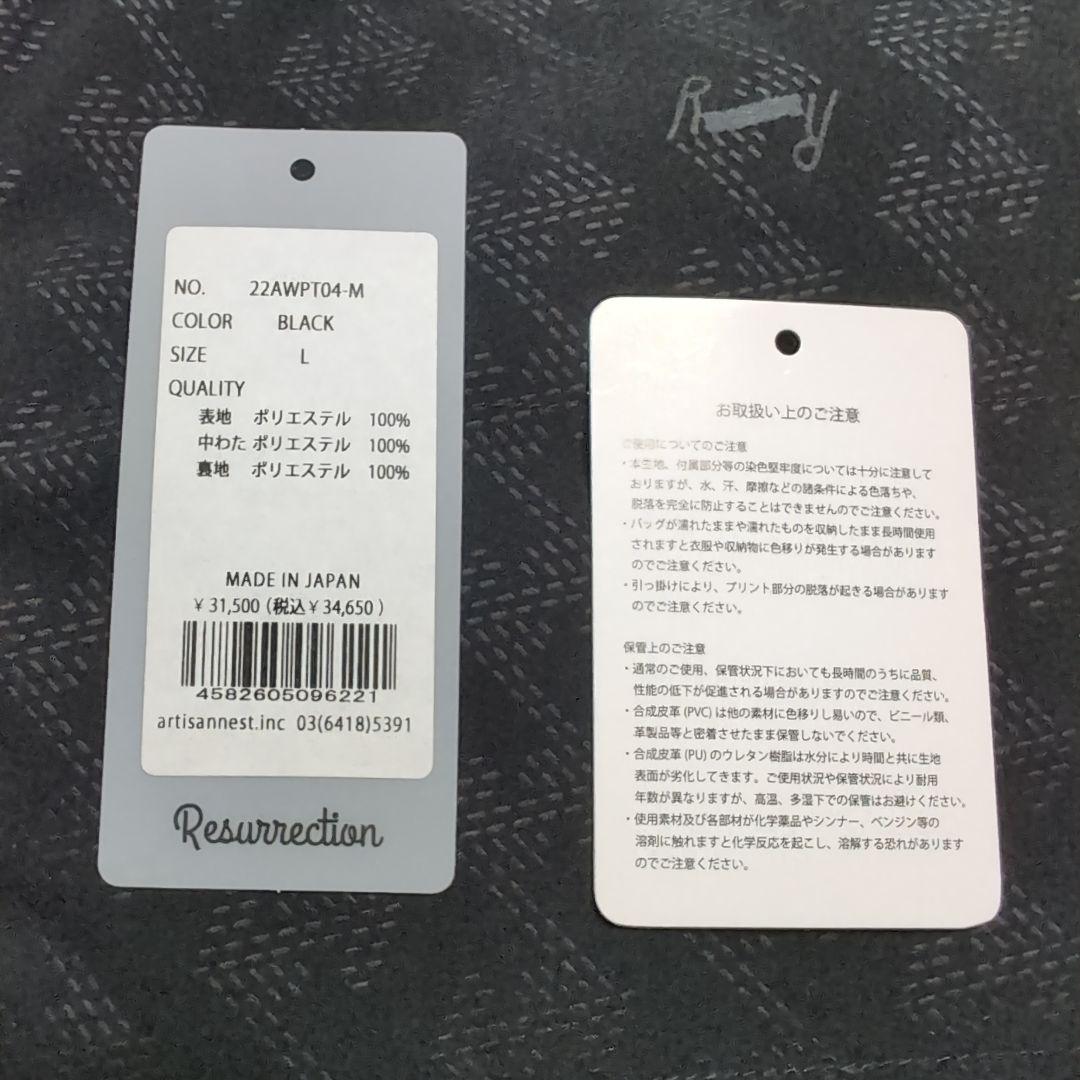 R y
NO. 22AWPT04-M
COLOR BLACK
SIZE L
QUALITY
表地 ポリエステル 100%
中わた ポリエステル 100%
裏地 ポリエステル 100%
MADE IN JAPAN
¥31,500 (税込¥34,650)
4582605096221
artisannest.inc 03(6418)5391
Resurrection
お取扱い上のご注意
ご使用についてのご注意
・本生地、付属部分等の染色堅牢度については十分に注意して
おりますが、水、汗、摩擦などの諸条件による色落ちや、
脱落を完全に防止することはできませんのでご注意ください。
・バッグが濡れたままや濡れたものを収納したまま長時間使用
されますと衣服や収納物に色移りが発生する場合があります
のでご注意ください。
・引っ掛けにより、プリント部分の脱落が起きる場合があります
のでご注意ください。
保管上のご注意
・通常のご使用、保管状況下においても長時間のうちに品質、
性能の低下が促進される場合がありますのでご注意ください。
・合成皮革(PVC)は他の素材に色移りし易いので、ビニール類、
革製品等と密着させたまま保管しないでください。
・合成皮革(PU)のウレタン樹脂は水分により時間と共に生地
表面が劣化してきます。ご使用状況や保管状況により耐用
年数が異なりますが、高温、多湿下での保管はお避けください。
・使用素材及び各部材が化学薬品やシンナー、ベンジン等の
溶剤に触れますと化学反応を起こし、溶解する恐れがあります
のでご注意ください。